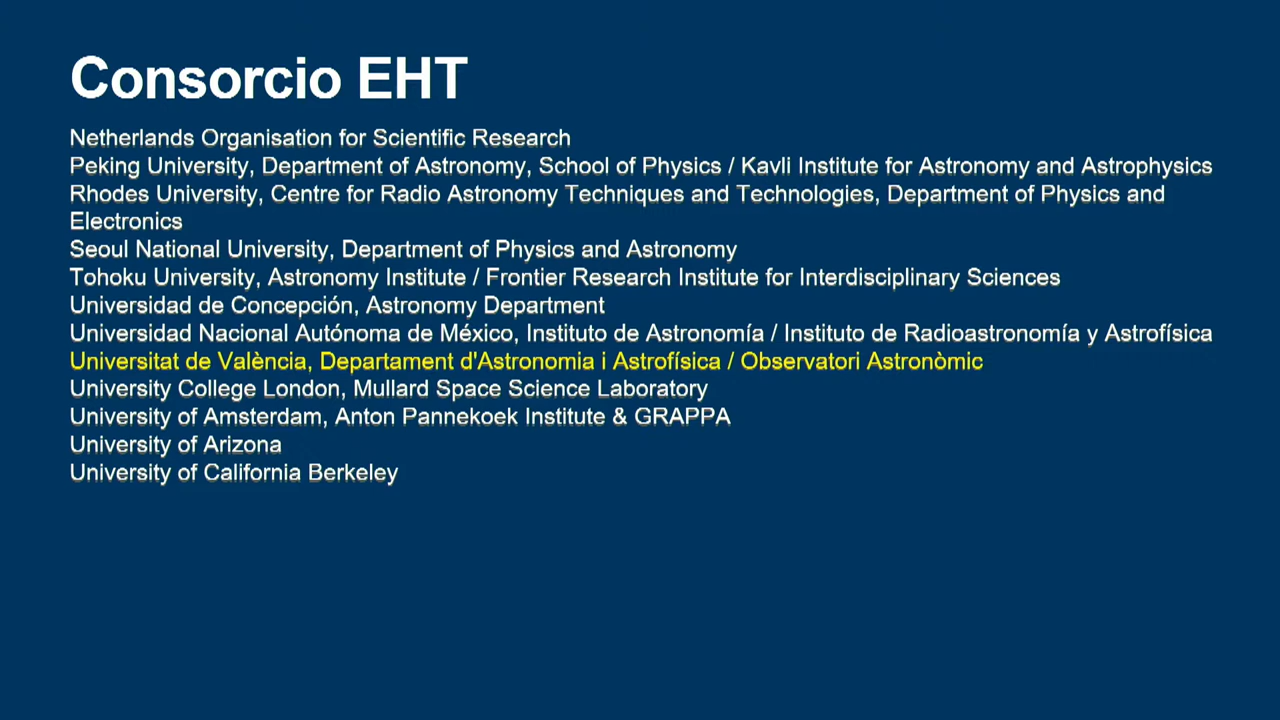 Consorcio EHT
Netherlands Organisation for Scientific Research
Peking University, Department of Astronomy, School of Physics / Kavli Institute for Astronomy and Astrophysics
Rhodes University, Centre for Radio Astronomy Techniques and Technologies, Department of Physics and
Electronics
Seoul National University, Department of Physics and Astronomy
Tohoku University, Astronomy Institute / Frontier Research Institute for Interdisciplinary Sciences
Universidad de Concepción, Astronomy Department
Universidad Nacional Autónoma de México, Instituto de Astronomía / Instituto de Radioastronomía y Astrofísica
Universitat de València, Departament d'Astronomia i Astrofísica / Observatori Astronòmic
University College London, Mullard Space Science Laboratory
University of Amsterdam, Anton Pannekoek Institute & GRAPPA
University of Arizona
University of California Berkeley